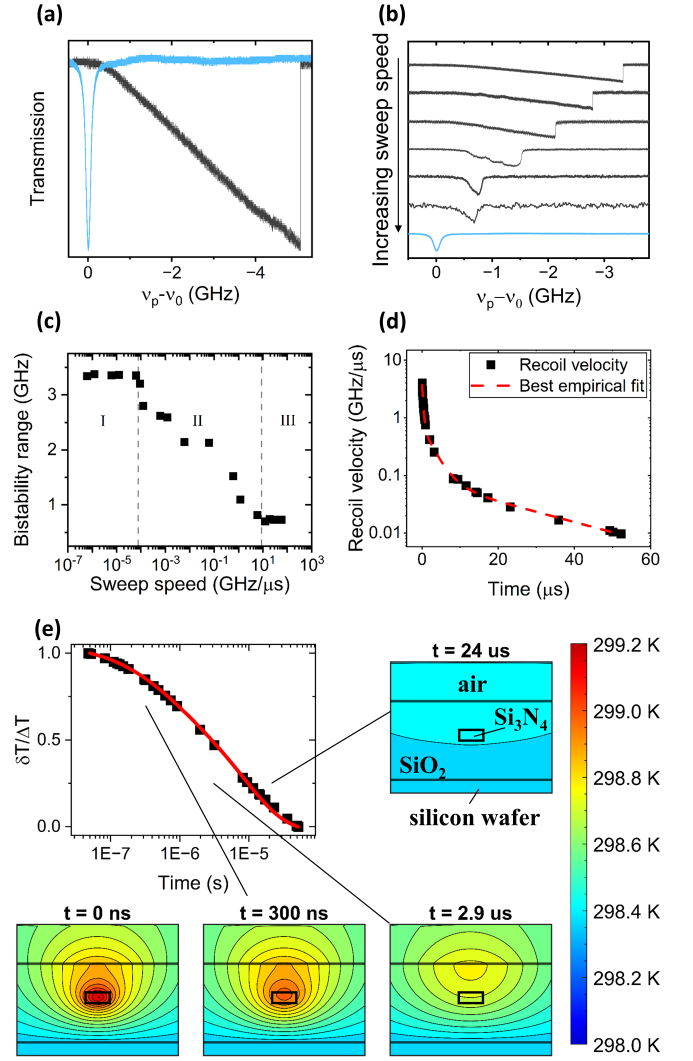 (a)
Transmission
0 −2 −4
νp-ν0 (GHz)
(b)
Increasing sweep speed
0 −1 −2 −3
νp−ν0 (GHz)
(c)
Bistability range (GHz)
3
2
1
I II III
10-7 10-5 10-3 10-1 101 103
Sweep speed (GHz/μs)
(d)
Recoil velocity (GHz/μs)
10
1
0.1
0.01
Recoil velocity
Best empirical fit
0 20 40 60
Time (μs)
(e)
δT/ΔT
1.0
0.5
0.0
1E-7 1E-6 1E-5
Time (s)
t = 24 us
air
Si3N4
SiO2
silicon wafer
299.2 K
299.0 K
298.8 K
298.6 K
298.4 K
298.2 K
298.0 K
t = 0 ns
t = 300 ns
t = 2.9 us